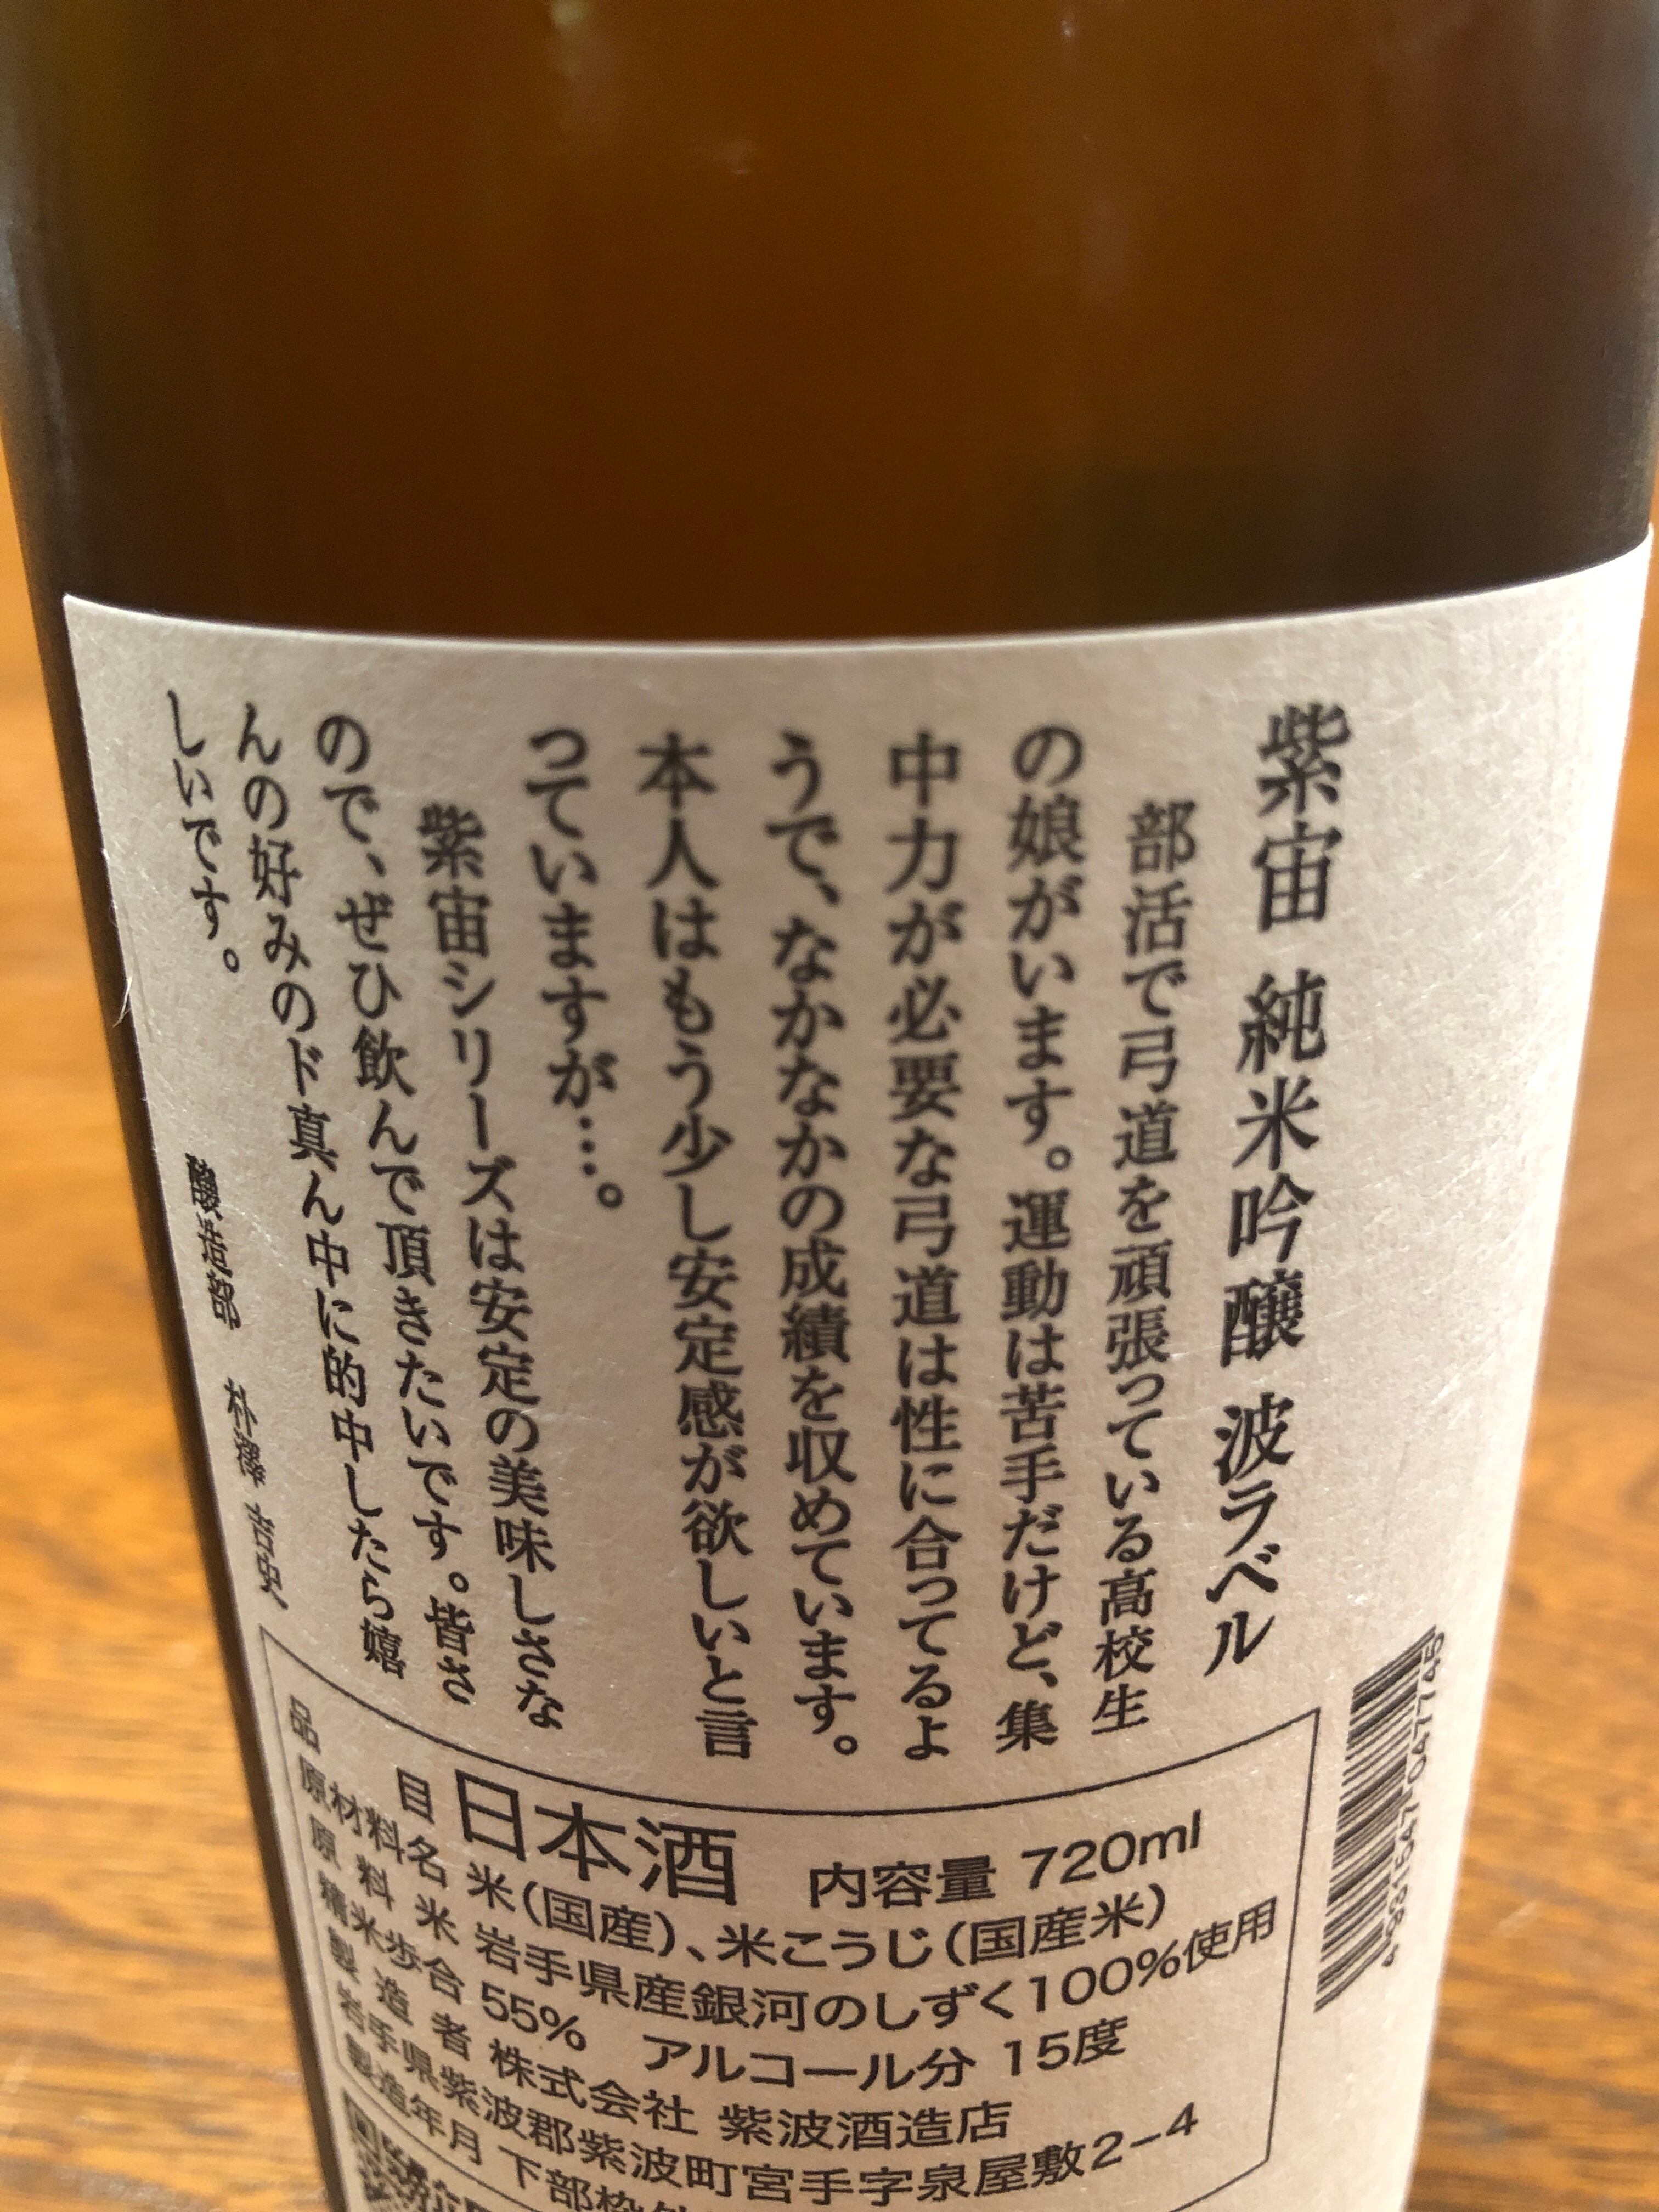 紫宙 純米吟醸 波ラベル
部活で弓道を頑張っている高校生
の娘がいます。運動は苦手だけど、集
中力が必要な弓道は性に合ってるよ
うで、なかなかの成績を収めています。
本人はもう少し安定感が欲しいと言
っていますが…。
紫宙シリーズは安定の美味しさな
ので、ぜひ飲んで頂きたいです。皆さ
んの好みのド真ん中に的中したら嬉
しいです。
醸造部 朴澤 吉史
品目 日本酒 内容量 720ml
原材料名 米(国産)、米こうじ(国産米)
原料米 岩手県産銀河のしずく100%使用
精米歩合 55% アルコール分 15度
製造者 株式会社 紫波酒造店
岩手県紫波郡紫波町宮手字泉屋敷2-4
製造年月 下部枠外